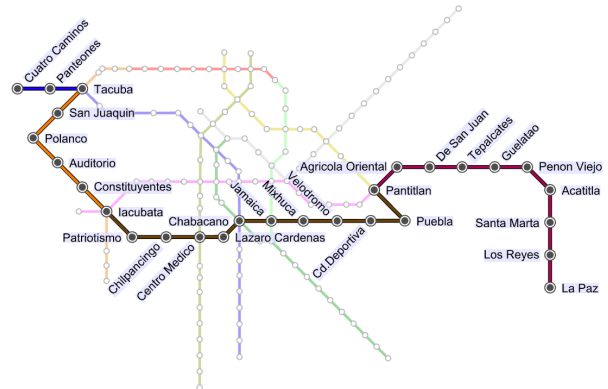 Cuatro Caminos
Panteones
Tacuba
San Juaquin
Polanco
Auditorio
Constituyentes
Iacubata
Patriotismo
Chilpancingo
Centro Medico
Lazaro Cardenas
Chabacano
Jamaica
Mixhuca
Velodromo
Cd.Deportiva
Puebla
Pantitlan
Agricola Oriental
De San Juan
Tepalcates
Guelatao
Penon Viejo
Acatitla
Santa Marta
Los Reyes
La Paz